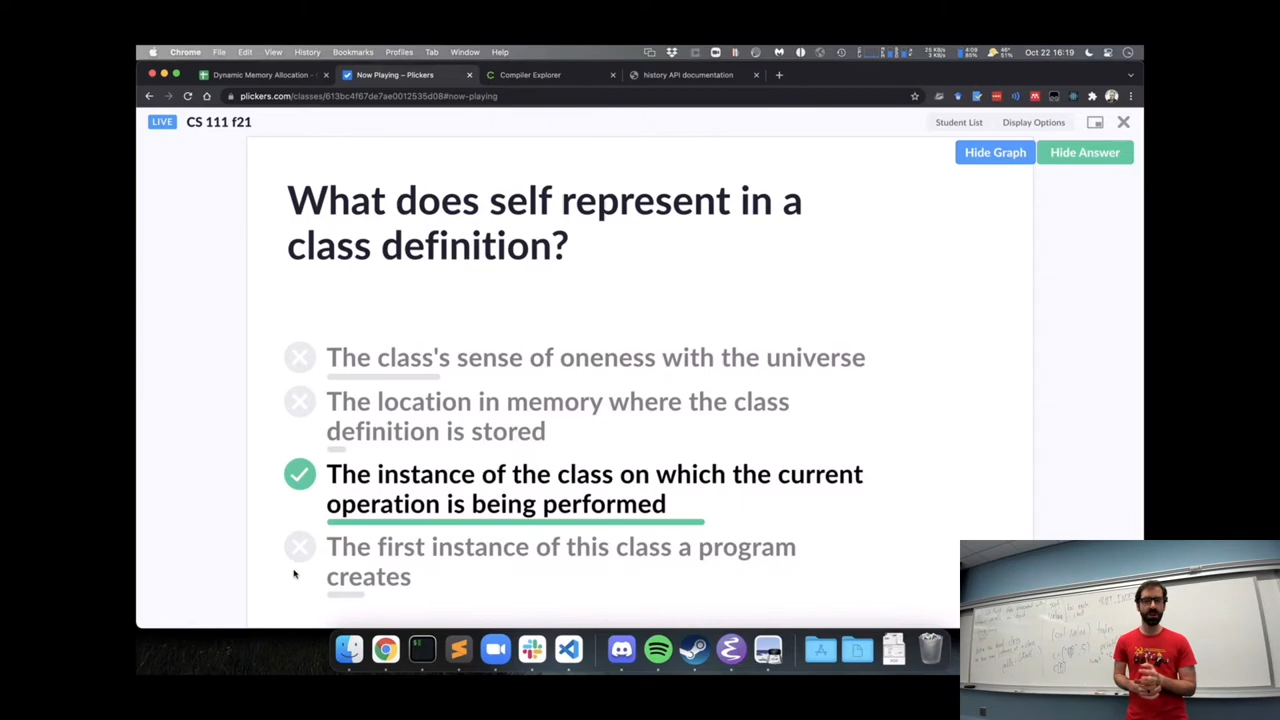 Chrome File Edit View History Bookmarks Profiles Tab Window Help
Oct 22 16:19
Dynamic Memory Allocation -
Now Playing – Plickers
Compiler Explorer
history API documentation
plickers.com/classes/613bc4f67de7ae0012535d08#now-playing
LIVE CS 111 f21
Student List Display Options
Hide Graph Hide Answer
What does self represent in a
class definition?
The class's sense of oneness with the universe
The location in memory where the class
definition is stored
The instance of the class on which the current
operation is being performed
The first instance of this class a program
creates